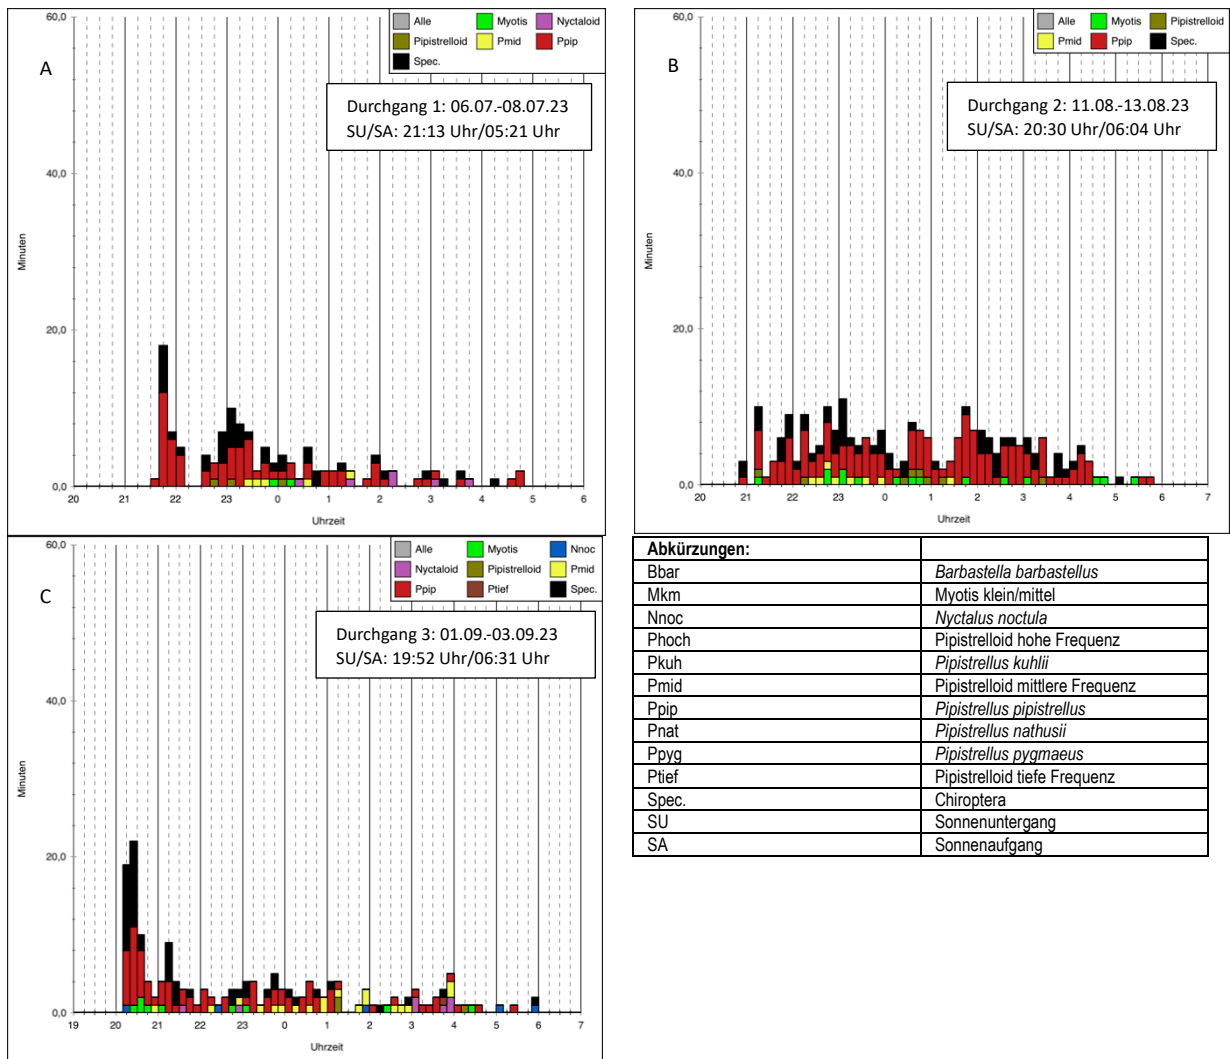 60,0
Alle Myotis Nyctaloid
Pipistrelloid Pmid Ppip
Spec.
A
Durchgang 1: 06.07.-08.07.23
SU/SA: 21:13 Uhr/05:21 Uhr
40,0
Minuten
20,0
0,0
20 21 22 23 0 1 2 3 4 5 6
Uhrzeit
60,0
Alle Myotis Pipistrelloid
Pmid Ppip Spec.
B
Durchgang 2: 11.08.-13.08.23
SU/SA: 20:30 Uhr/06:04 Uhr
40,0
Minuten
20,0
0,0
20 21 22 23 0 1 2 3 4 5 6 7
Uhrzeit
60,0
Alle Myotis Nnoc
Nyctaloid Pipistrelloid Pmid
Ppip Ptief Spec.
C
Durchgang 3: 01.09.-03.09.23
SU/SA: 19:52 Uhr/06:31 Uhr
40,0
Minuten
20,0
0,0
19 20 21 22 23 0 1 2 3 4 5 6 7
Uhrzeit
Abkürzungen:
Bbar Barbastella barbastellus
Mkm Myotis klein/mittel
Nnoc Nyctalus noctula
Phoch Pipistrelloid hohe Frequenz
Pkuh Pipistrellus kuhlii
Pmid Pipistrelloid mittlere Frequenz
Ppip Pipistrellus pipistrellus
Pnat Pipistrellus nathusii
Ppyg Pipistrellus pygmaeus
Ptief Pipistrelloid tiefe Frequenz
Spec. Chiroptera
SU Sonnenuntergang
SA Sonnenaufgang